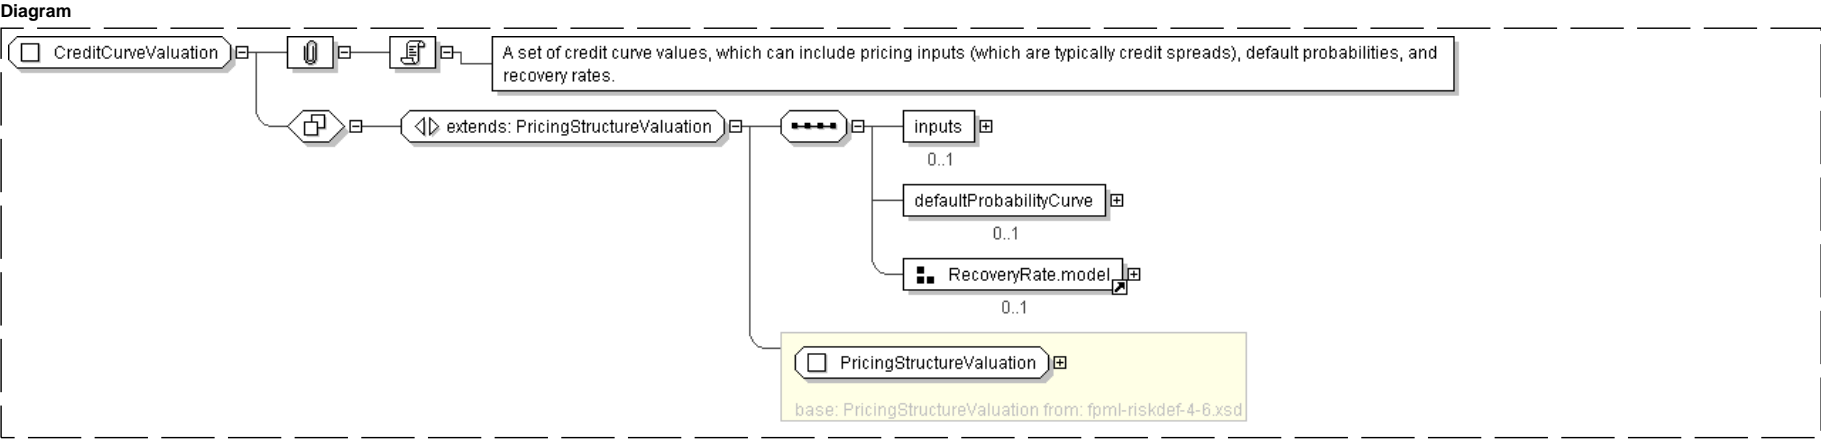 Diagram
CreditCurveValuation
A set of credit curve values, which can include pricing inputs (which are typically credit spreads), default probabilities, and
recovery rates.
extends: PricingStructureValuation
inputs
0..1
defaultProbabilityCurve
0..1
RecoveryRate.model
0..1
PricingStructureValuation
base: PricingStructureValuation from: fpml-riskdef-4-6.xsd